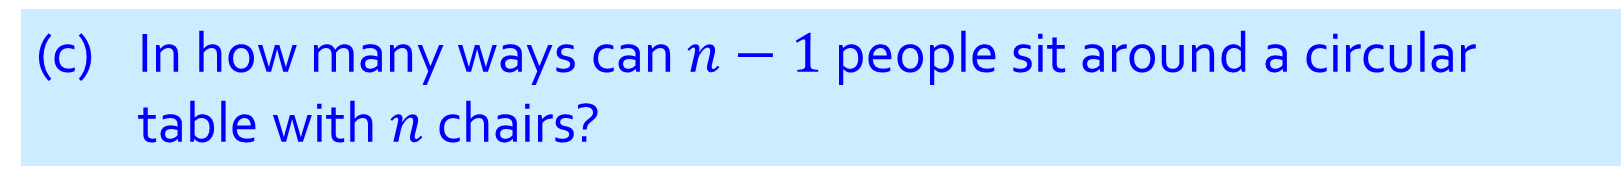 (c) In how many ways can n − 1 people sit around a circular
table with n chairs?